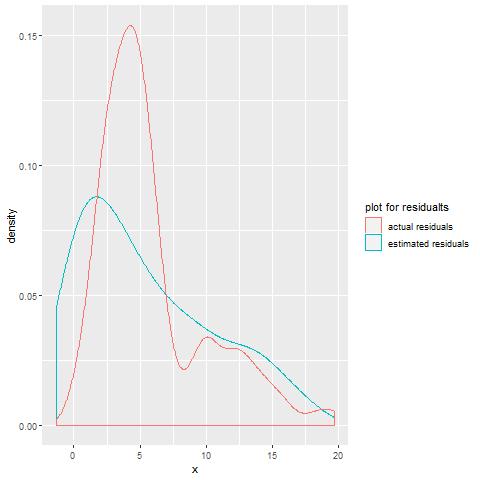 0.15
0.10
0.05
0.00
density
0
5
10
15
20
x
plot for residualts
actual residuals
estimated residuals